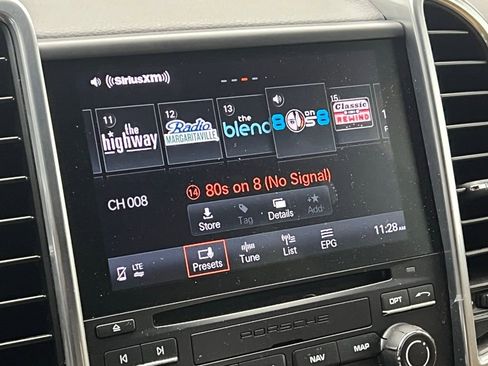 SiriusXM
11 12 13 15
the highway
Radio MARGARITAVILLE
the blend
80s on 8
Classic REWIND
CH 008
14 80s on 8 (No Signal)
Store Tag Details Add
LTE Presets Tune List EPG 11:28 AM
PORSCHE
OPT
NAV MAP